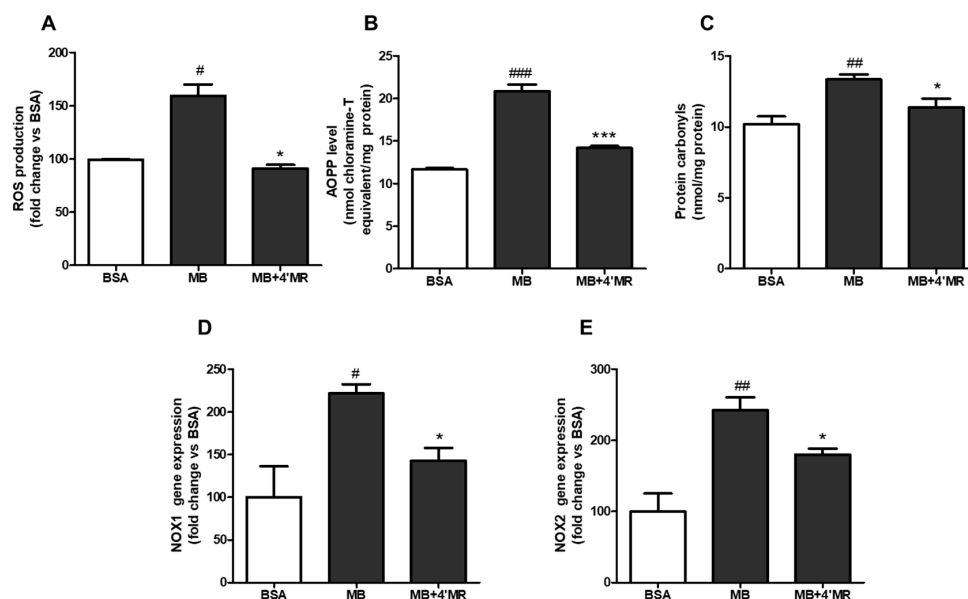 A
ROS production
(fold change vs BSA)
200
150
100
50
0
#
*
BSA
MB
MB+4'MR
B
AOPP level
(nmol chloramine-T
equivalent/mg protein)
25
20
15
10
5
0
###
***
BSA
MB
MB+4'MR
C
Protein carbonyls
(nmol/mg protein)
15
10
5
0
##
*
BSA
MB
MB+4'MR
D
NOX1 gene expression
(fold change vs BSA)
250
200
150
100
50
0
#
*
BSA
MB
MB+4'MR
E
NOX2 gene expression
(fold change vs BSA)
300
200
100
0
##
*
BSA
MB
MB+4'MR